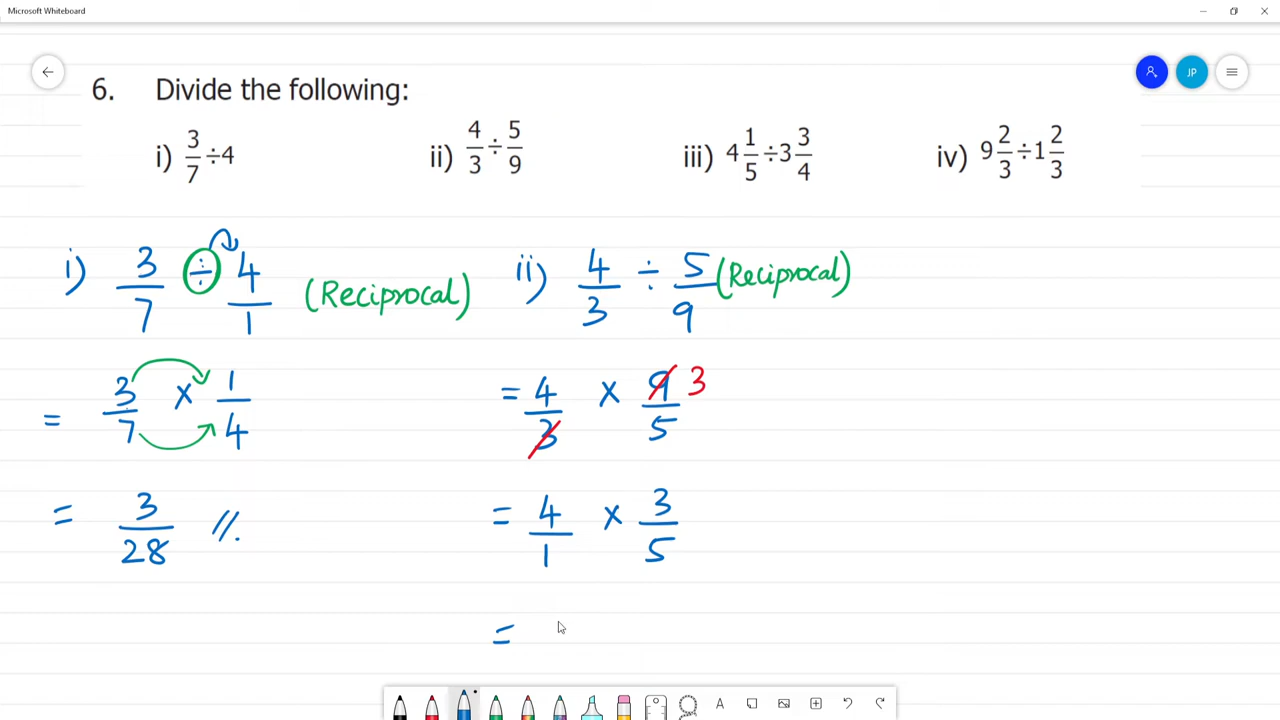 Microsoft Whiteboard
JP
6. Divide the following:
i) 3/7 ÷4 ii) 4/3 ÷ 5/9 iii) 4 1/5 ÷3 3/4 iv) 9 2/3 ÷1 2/3
i) 3/7 ÷ 4/1 (Reciprocal)
= 3/7 × 1/4
= 3/28 //.
ii) 4/3 ÷ 5/9 (Reciprocal)
= 4/3 × 9/5 3
= 4/1 × 3/5
=
A